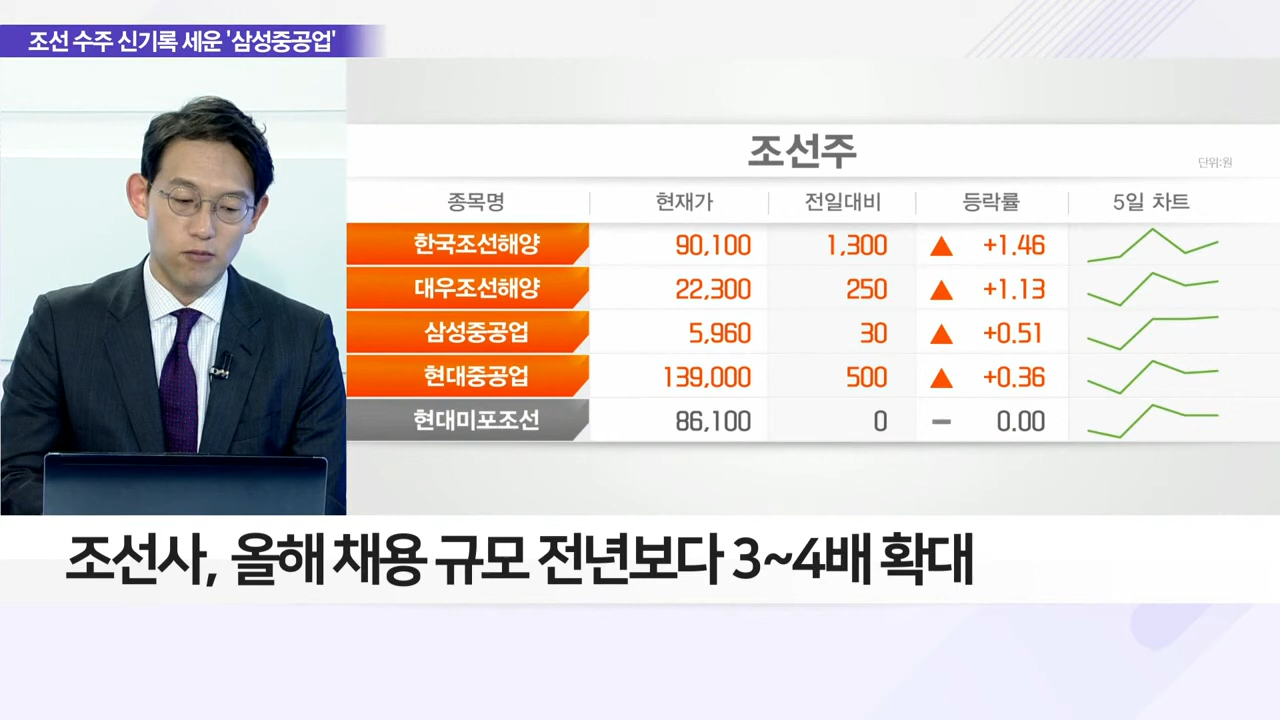 조선 수주 신기록 세운 '삼성중공업'
조선주
단위:원
종목명 현재가 전일대비 등락률 5일 차트
한국조선해양 90,100 1,300 ▲ +1.46
대우조선해양 22,300 250 ▲ +1.13
삼성중공업 5,960 30 ▲ +0.51
현대중공업 139,000 500 ▲ +0.36
현대미포조선 86,100 0 - 0.00
조선사, 올해 채용 규모 전년보다 3~4배 확대